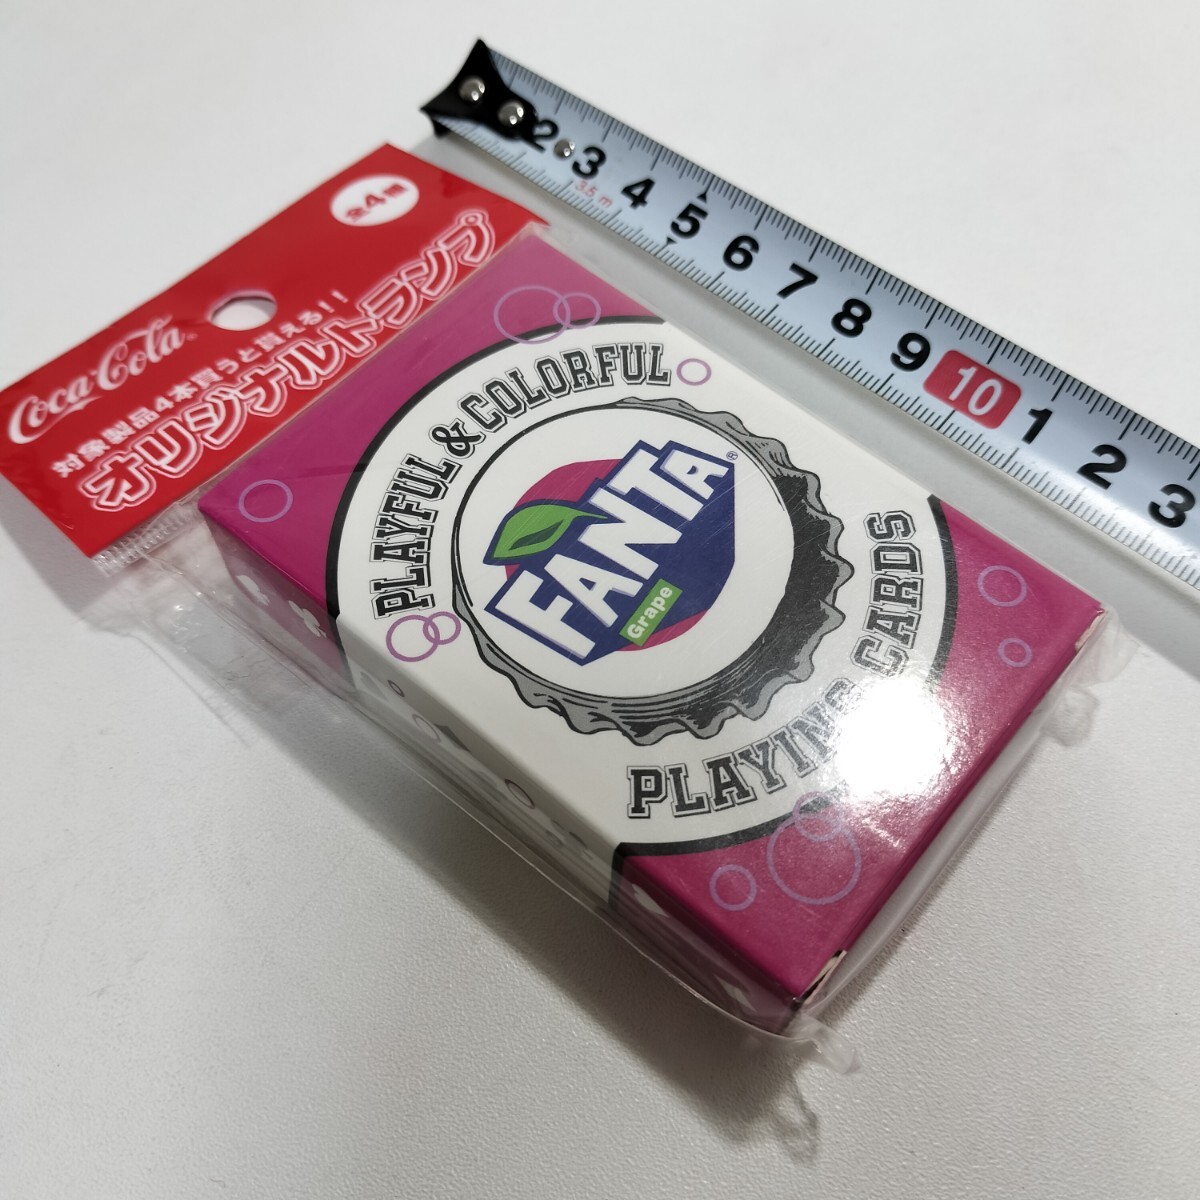 全4種
Coca-Cola
対象製品4本買うと貰える!!
オリジナルトランプ
PLAYFUL & COLORFUL
FANTA®
Grape
PLAYING CARDS
2 3 4 5 6 7 8 9 10 1 2 3
3.5 m